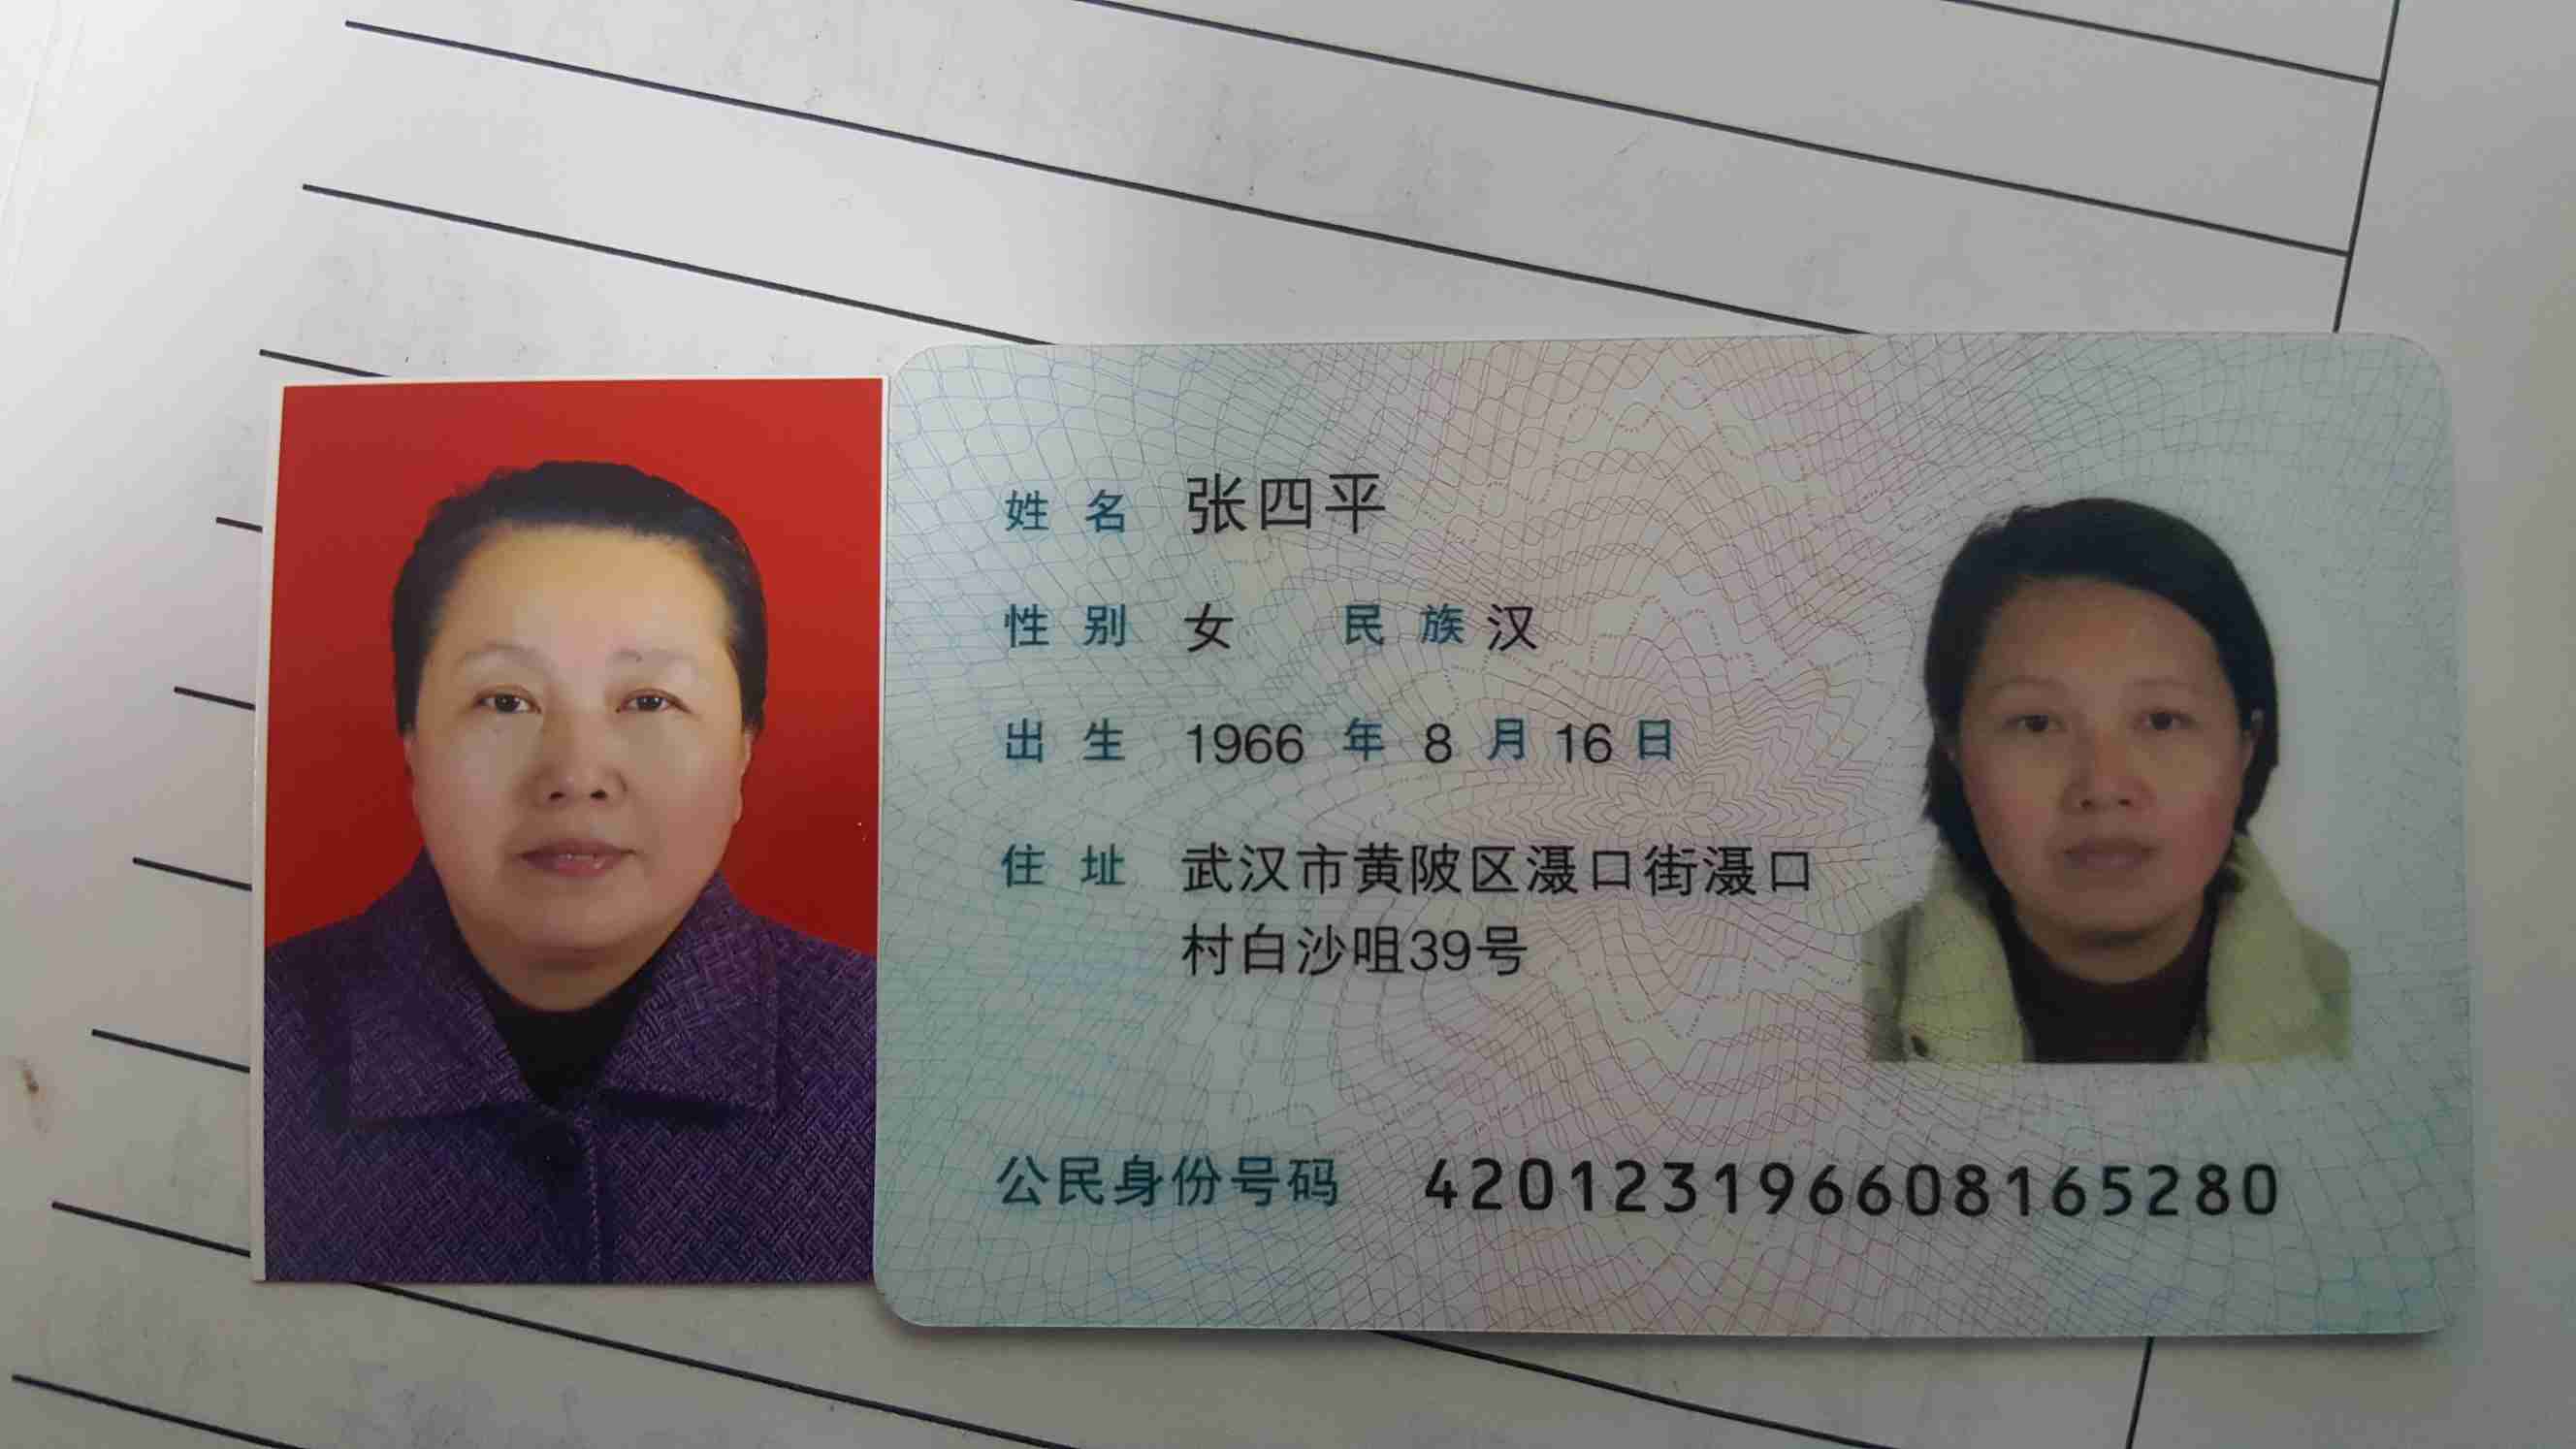 姓名 张四平
性别 女 民族 汉
出生 1966 年 8 月 16 日
住址 武汉市黄陂区滠口街滠口
村白沙咀39号
公民身份号码 420123196608165280